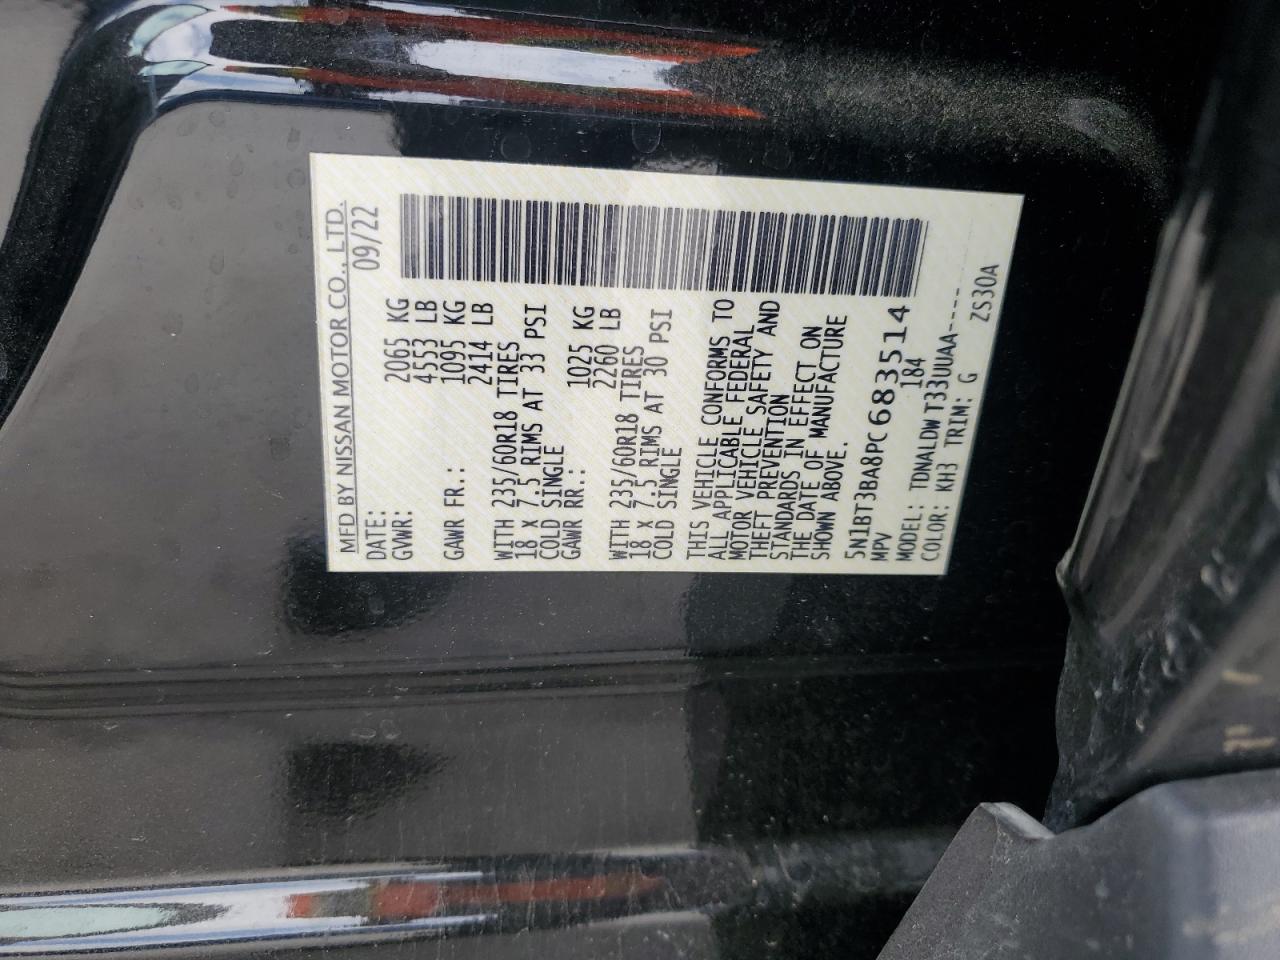 MFD BY NISSAN MOTOR CO., LTD.
DATE: 09/22
GVWR: 2065 KG
4553 LB
GAWR FR.: 1095 KG
2414 LB
WITH 235/60R18 TIRES
18 X 7.5 RIMS AT 33 PSI
COLD SINGLE
GAWR RR.: 1025 KG
2260 LB
WITH 235/60R18 TIRES
18 X 7.5 RIMS AT 30 PSI
COLD SINGLE
THIS VEHICLE CONFORMS TO
ALL APPLICABLE FEDERAL
MOTOR VEHICLE SAFETY AND
THEFT PREVENTION
STANDARDS IN EFFECT ON
THE DATE OF MANUFACTURE
SHOWN ABOVE.
5N1BT3BA8PC683514
MPV 184
MODEL: TDNALDWT33UUAA-----
COLOR: KH3 TRIM: G ZS30A